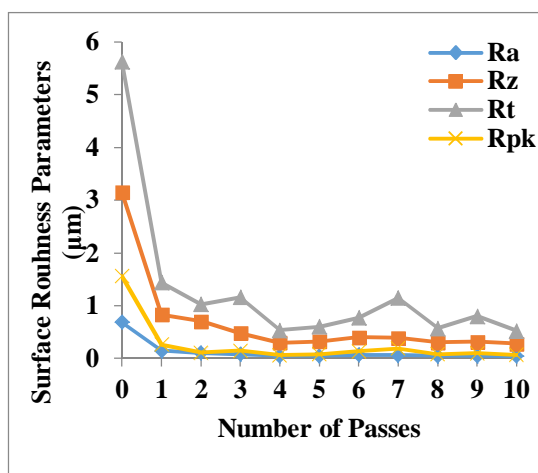 Surface Rouhness Parameters
(µm)
6
5
4
3
2
1
0
0 1 2 3 4 5 6 7 8 9 10
Number of Passes
Ra
Rz
Rt
Rpk